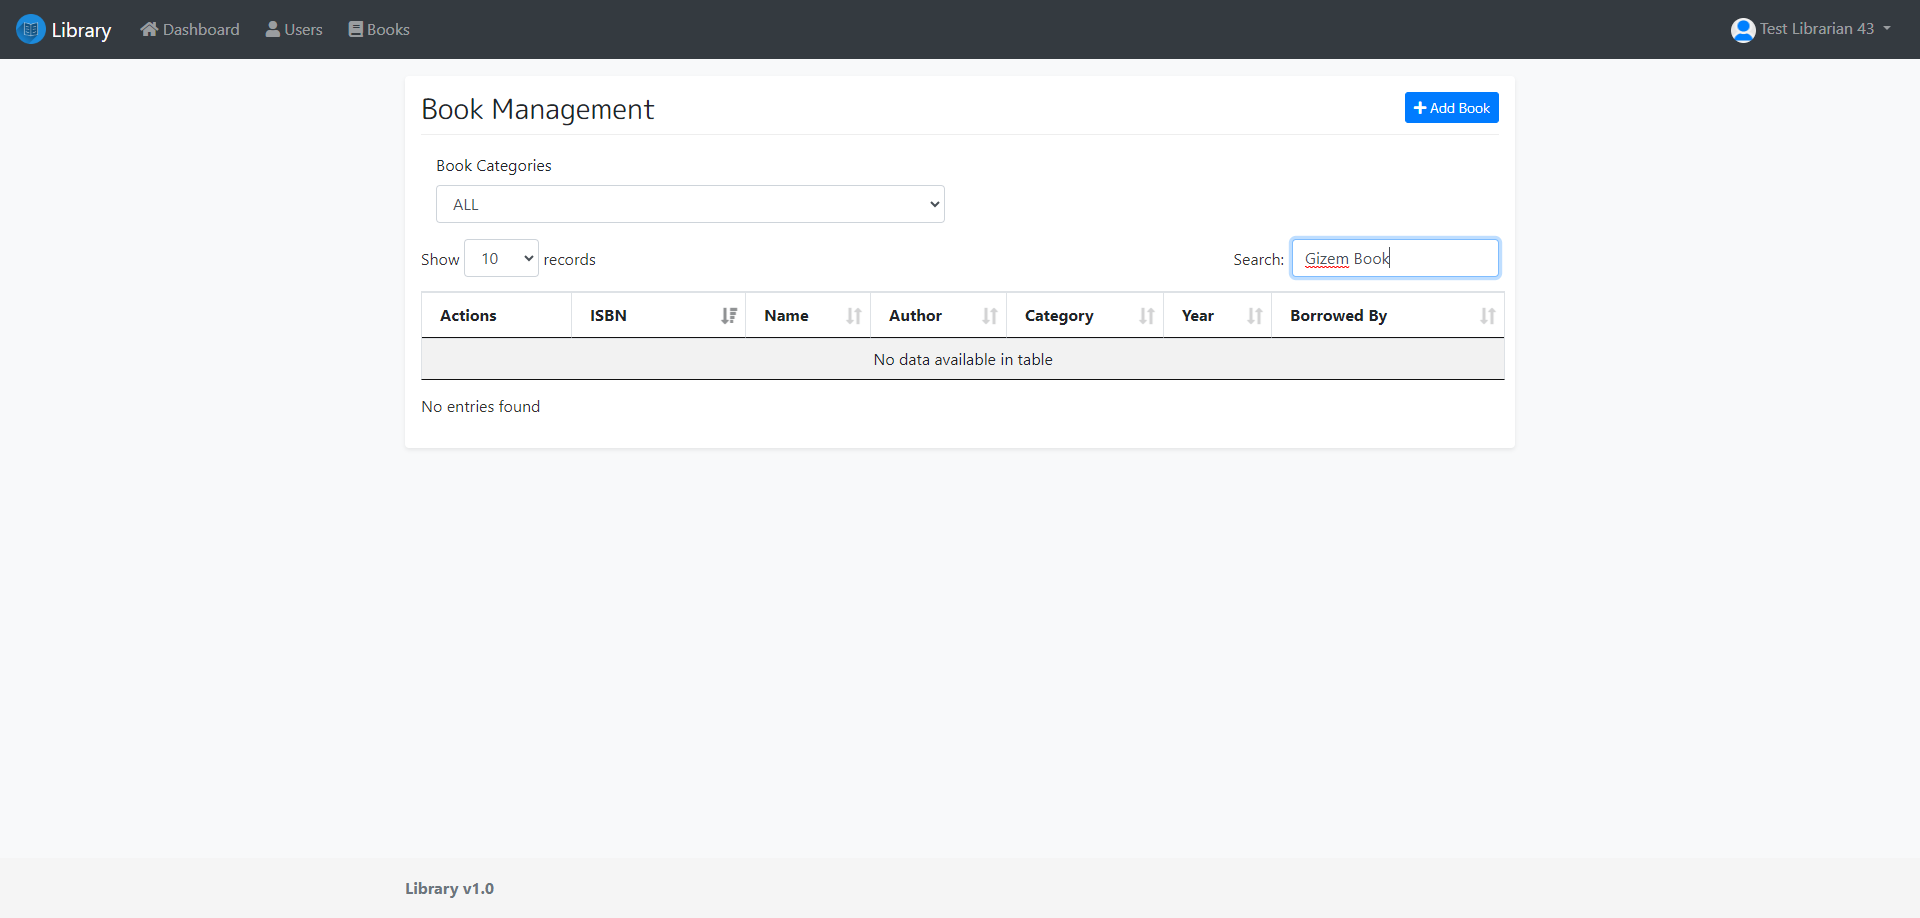 Library Dashboard Users Books Test Librarian 43
Book Management Add Book
Book Categories
ALL
Show 10 records Search: Gizem Book
Actions ISBN Name Author Category Year Borrowed By
No data available in table
No entries found
Library v1.0